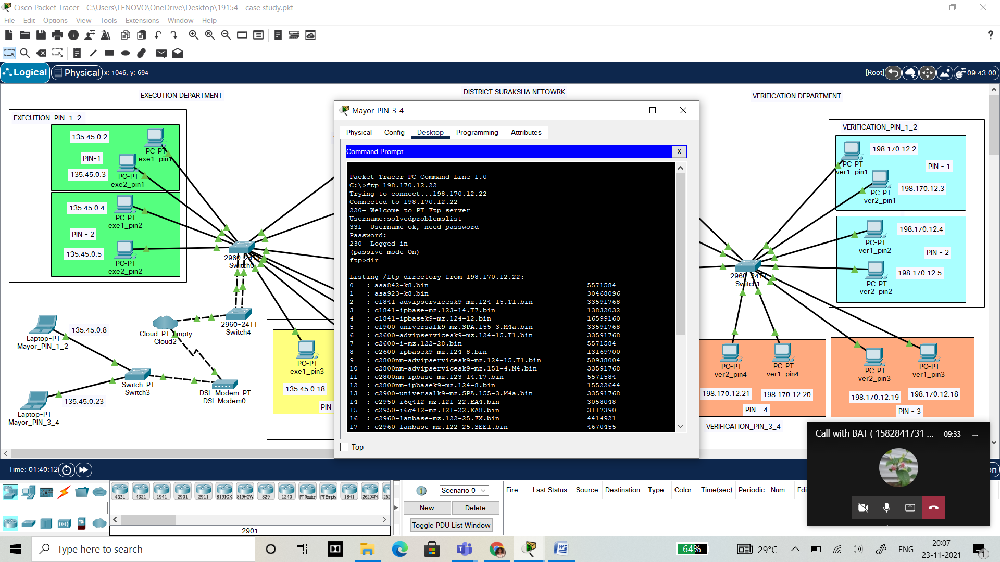 Cisco Packet Tracer - C:\Users\LENOVO\OneDrive\Desktop\19154 - case study.pkt
File Edit Options View Tools Extensions Window Help
Logical Physical x: 1046, y: 694
[Root] 09:43:00
EXECUTION DEPARTMENT
DISTRICT SURAKSHA NETOWRK
VERIFICATION DEPARTMENT
EXECUTION_PIN_1_2
135.45.0.2
PC-PT
exe1_pin1
PIN-1
135.45.0.3
PC-PT
exe2_pin1
135.45.0.4
PC-PT
exe1_pin2
PIN - 2
135.45.0.5
PC-PT
exe2_pin2
2960-24TT
Switch0
2960-24TT
Switch4
Cloud-PT-Empty
Cloud2
135.45.0.8
Laptop-PT
Mayor_PIN_1_2
Switch-PT
Switch3
DSL-Modem-PT
DSL Modem0
135.45.0.23
Laptop-PT
Mayor_PIN_3_4
PC-PT
exe1_pin3
135.45.0.18
PIN
Mayor_PIN_3_4
Physical Config Desktop Programming Attributes
Command Prompt X
Packet Tracer PC Command Line 1.0
C:\>ftp 198.170.12.22
Trying to connect...198.170.12.22
Connected to 198.170.12.22
220- Welcome to PT Ftp server
Username:solvedproblemslist
331- Username ok, need password
Password:
230- Logged in
(passive mode On)
ftp>dir
Listing /ftp directory from 198.170.12.22:
0 : asa842-k8.bin 5571584
1 : asa923-k8.bin 30468096
2 : c1841-advipservicesk9-mz.124-15.T1.bin 33591768
3 : c1841-ipbase-mz.123-14.T7.bin 13832032
4 : c1841-ipbasek9-mz.124-12.bin 16599160
5 : c1900-universalk9-mz.SPA.155-3.M4a.bin 33591768
6 : c2600-advipservicesk9-mz.124-15.T1.bin 33591768
7 : c2600-i-mz.122-28.bin 5571584
8 : c2600-ipbasek9-mz.124-8.bin 13169700
9 : c2800nm-advipservicesk9-mz.124-15.T1.bin 50938004
10 : c2800nm-advipservicesk9-mz.151-4.M4.bin 33591768
11 : c2800nm-ipbase-mz.123-14.T7.bin 5571584
12 : c2800nm-ipbasek9-mz.124-8.bin 15522644
13 : c2900-universalk9-mz.SPA.155-3.M4a.bin 33591768
14 : c2950-i6q4l2-mz.121-22.EA4.bin 3058048
15 : c2950-i6q4l2-mz.121-22.EA8.bin 3117390
16 : c2960-lanbase-mz.122-25.FX.bin 4414921
17 : c2960-lanbase-mz.122-25.SEE1.bin 4670455
Top
VERIFICATION_PIN_1_2
198.170.12.2
PC-PT
ver1_pin1
PIN - 1
198.170.12.3
PC-PT
ver2_pin1
198.170.12.4
PC-PT
ver1_pin2
PIN - 2
198.170.12.5
PC-PT
ver2_pin2
2960-24TT
Switch1
PC-PT
ver2_pin4
PC-PT
ver1_pin4
198.170.12.21
198.170.12.20
PIN - 4
PC-PT
ver2_pin3
PC-PT
ver1_pin3
198.170.12.19
198.170.12.18
PIN - 3
VERIFICATION_PIN_3_4
Call with BAT ( 1582841731 ... 09:33
Time: 01:40:12
4331 4321 1941 2901 2911 819IOX 819HGW 829 1240 PT-Router PT-Empty 1841 2620XM 262
2901
Scenario 0
New Delete
Toggle PDU List Window
Fire Last Status Source Destination Type Color Time(sec) Periodic Num Edi
on
Type here to search
64%
29°C
ENG
20:07
23-11-2021
1